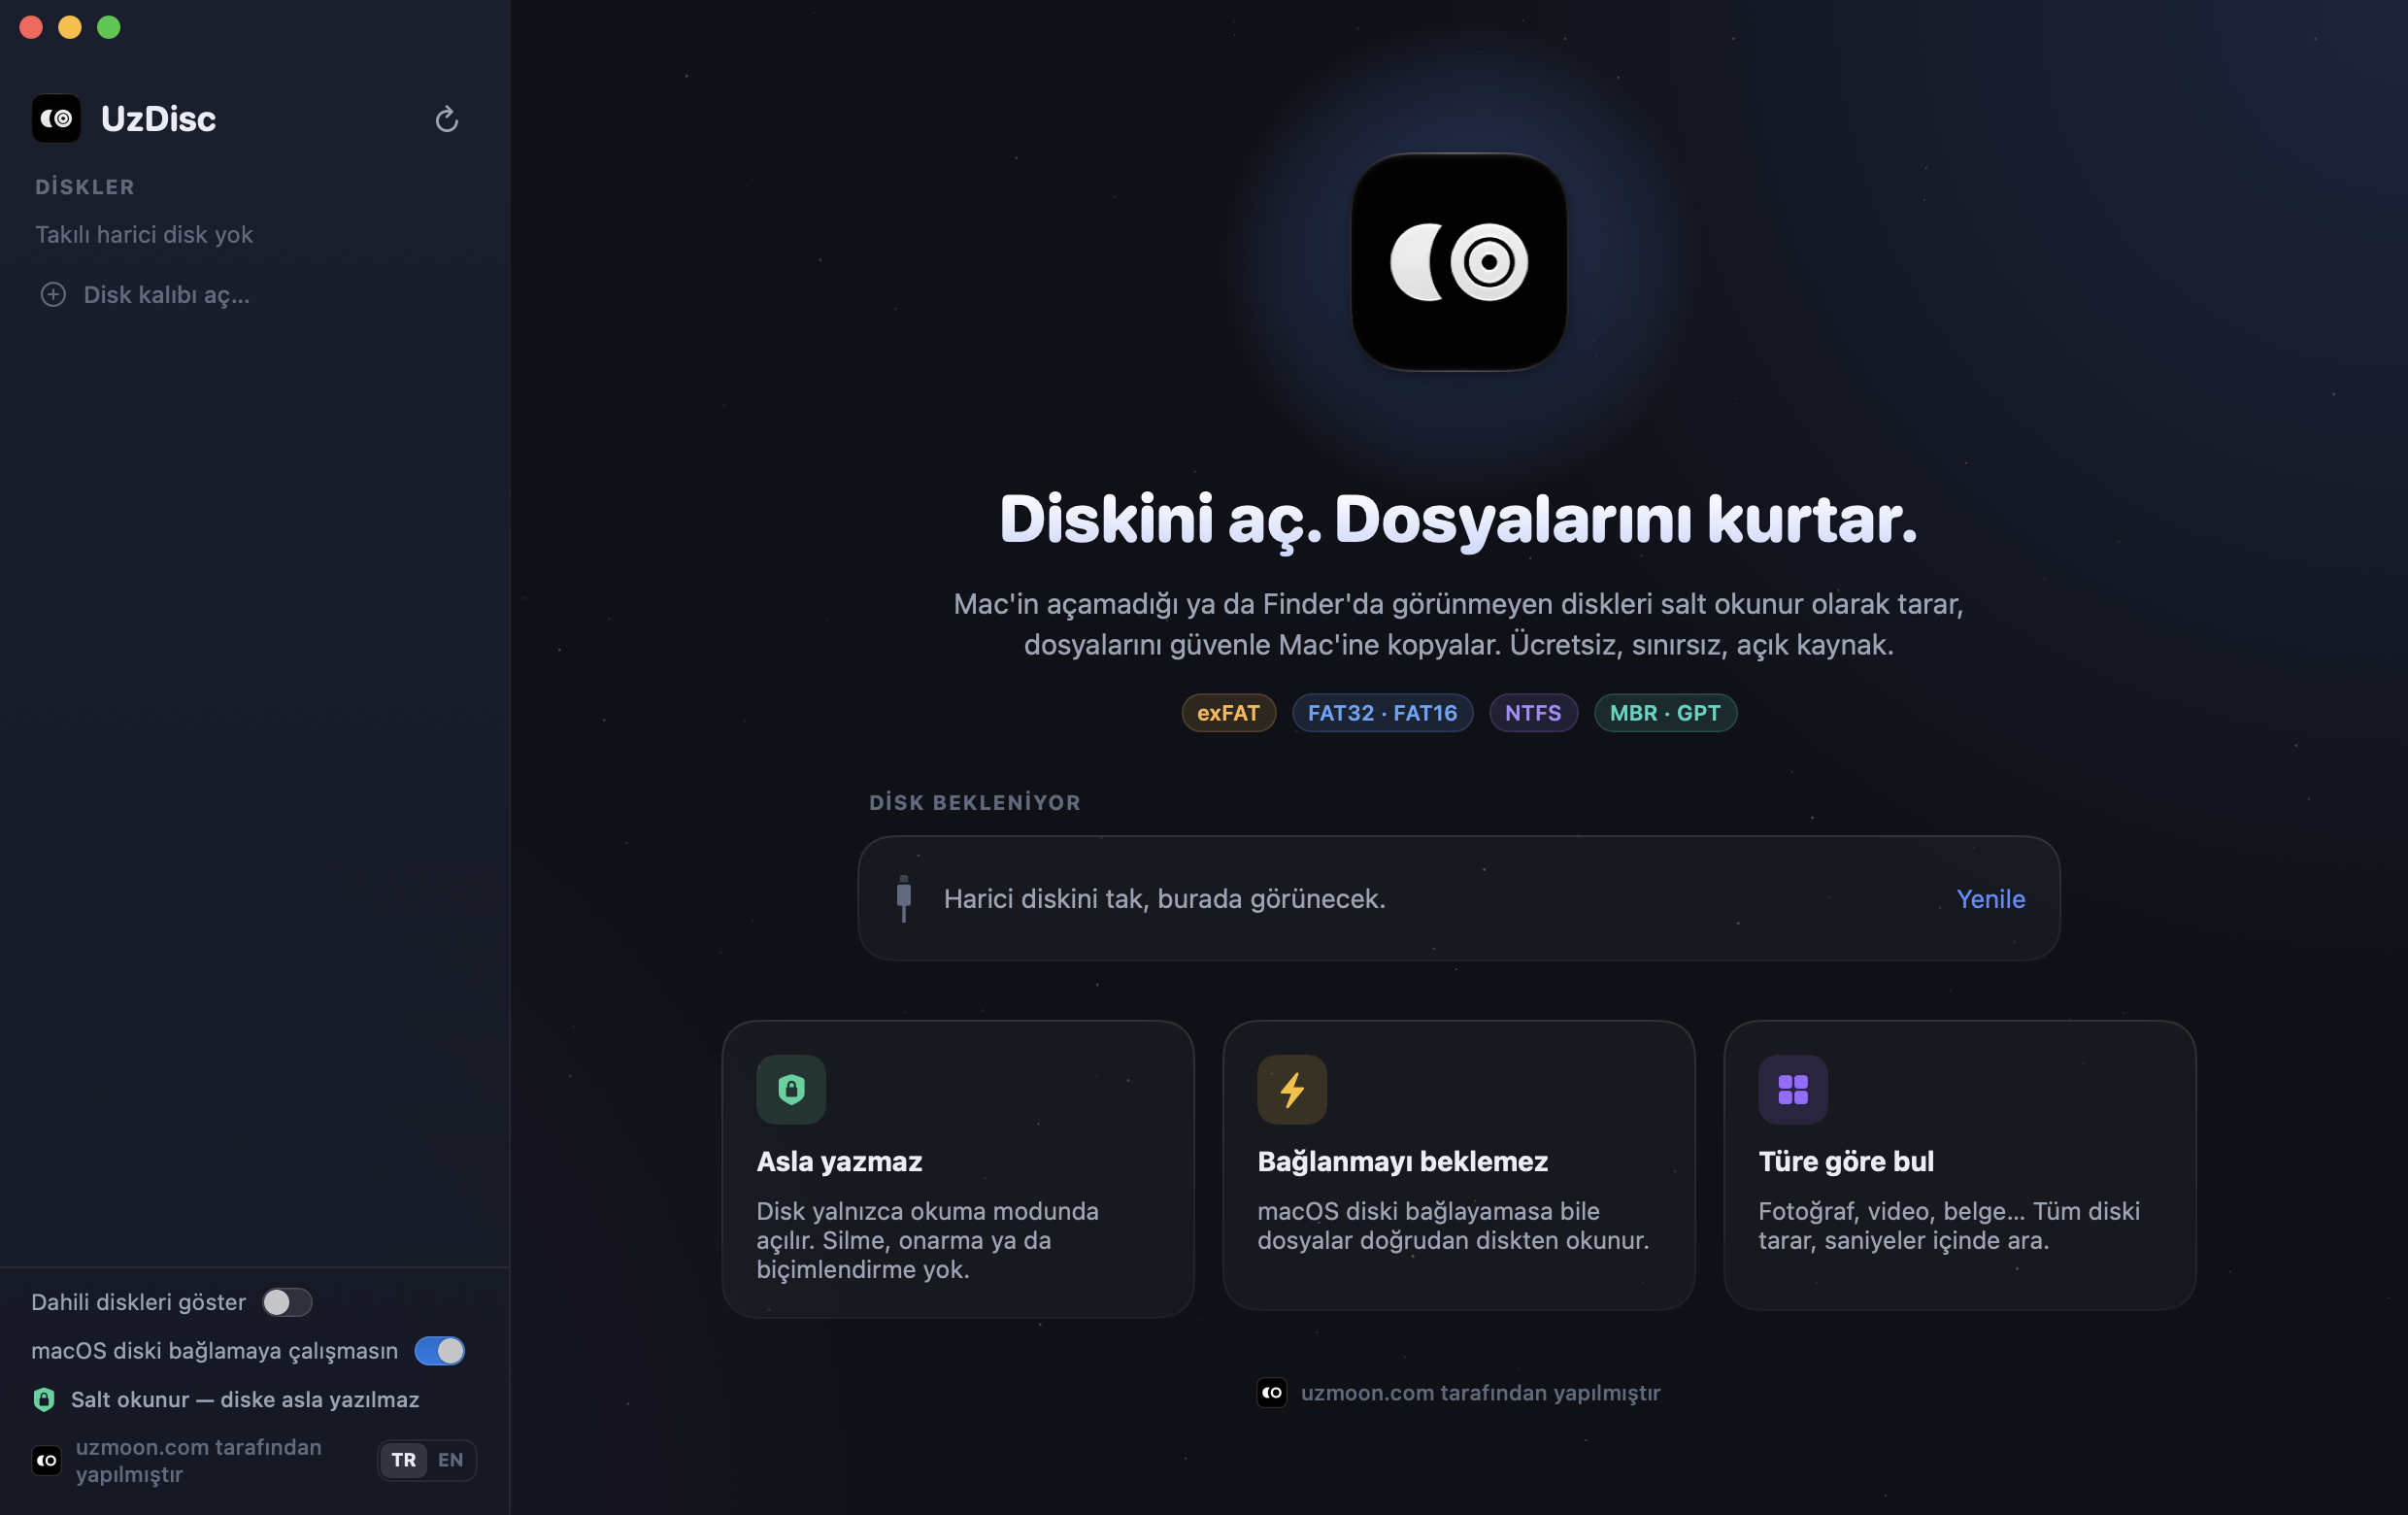 UzDisc
DİSKLER
Takılı harici disk yok
Disk kalıbı aç...
Dahili diskleri göster
macOS diski bağlamaya çalışmasın
Salt okunur — diske asla yazılmaz
uzmoon.com tarafından
yapılmıştır
TR EN
Diskini aç. Dosyalarını kurtar.
Mac'in açamadığı ya da Finder'da görünmeyen diskleri salt okunur olarak tarar,
dosyalarını güvenle Mac'ine kopyalar. Ücretsiz, sınırsız, açık kaynak.
exFAT FAT32 · FAT16 NTFS MBR · GPT
DİSK BEKLENİYOR
Harici diskini tak, burada görünecek. Yenile
Asla yazmaz
Disk yalnızca okuma modunda
açılır. Silme, onarma ya da
biçimlendirme yok.
Bağlanmayı beklemez
macOS diski bağlayamasa bile
dosyalar doğrudan diskten okunur.
Türe göre bul
Fotoğraf, video, belge... Tüm diski
tarar, saniyeler içinde ara.
uzmoon.com tarafından yapılmıştır